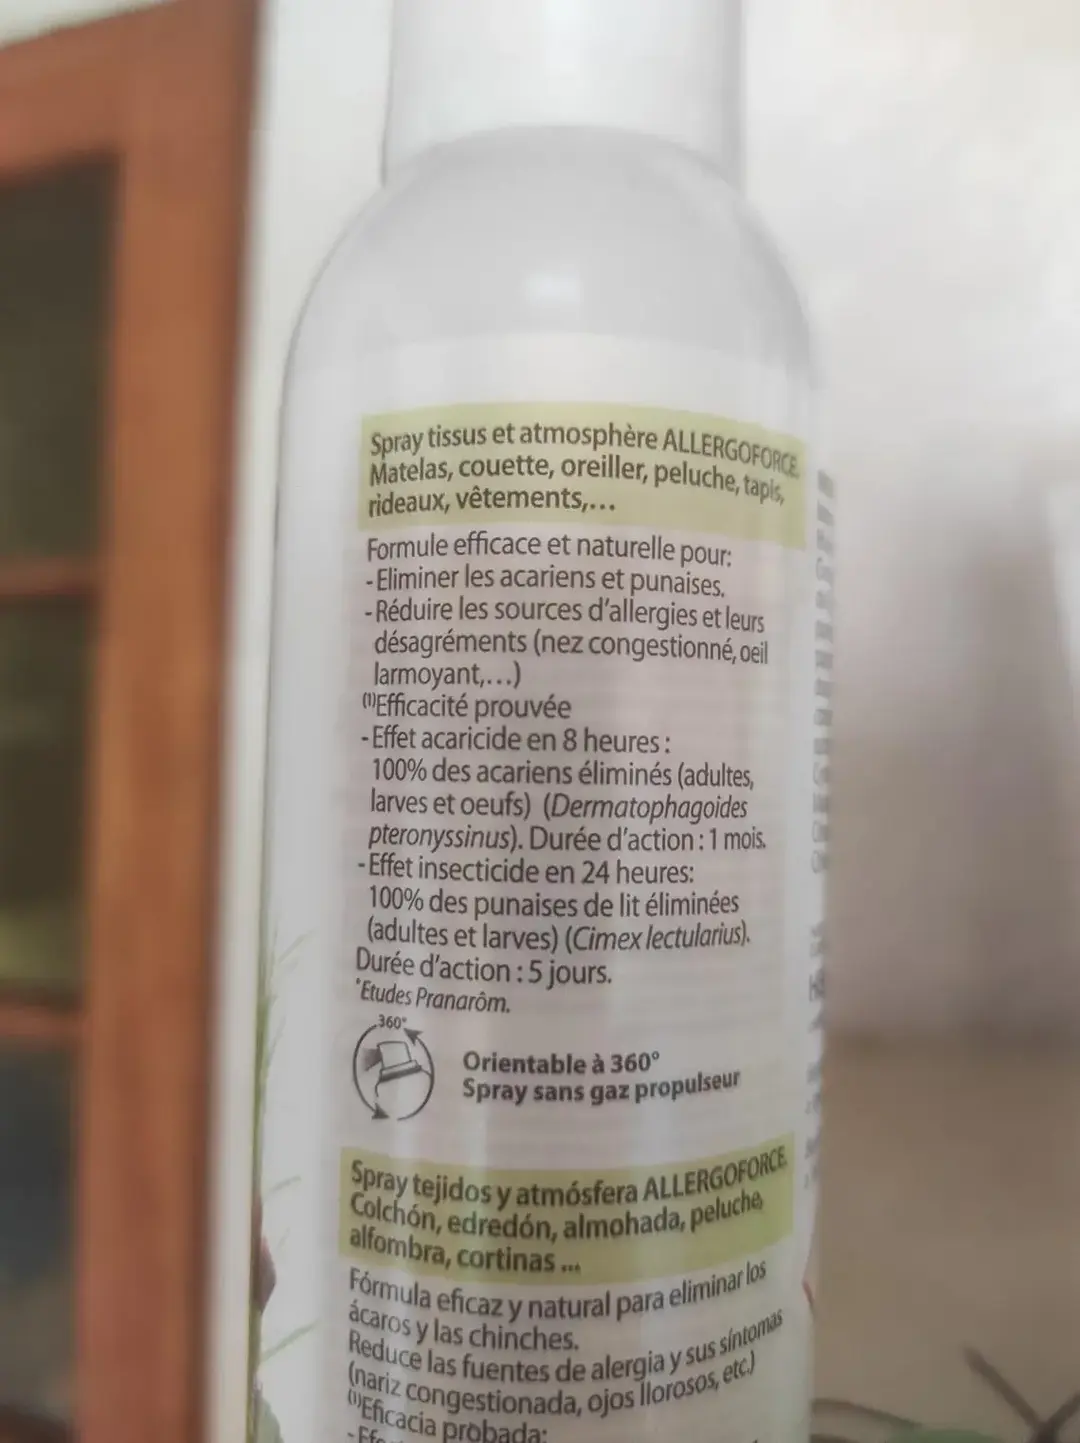 Spray tissus et atmosphère ALLERGOFORCE.
Matelas, couette, oreiller, peluche, tapis,
rideaux, vêtements,...
Formule efficace et naturelle pour:
- Eliminer les acariens et punaises.
- Réduire les sources d'allergies et leurs
désagréments (nez congestionné, oeil
larmoyant,...)
(1)Efficacité prouvée
- Effet acaricide en 8 heures :
100% des acariens éliminés (adultes,
larves et oeufs) (Dermatophagoides
pteronyssinus). Durée d'action : 1 mois.
- Effet insecticide en 24 heures:
100% des punaises de lit éliminées
(adultes et larves) (Cimex lectularius).
Durée d'action : 5 jours.
*Etudes Pranarôm.
360°
Orientable à 360°
Spray sans gaz propulseur
Spray tejidos y atmósfera ALLERGOFORCE.
Colchón, edredón, almohada, peluche,
alfombra, cortinas ...
Fórmula eficaz y natural para eliminar los
ácaros y las chinches.
Reduce las fuentes de alergia y sus síntomas
(nariz congestionada, ojos llorosos, etc.)
(1)Eficacia probada: